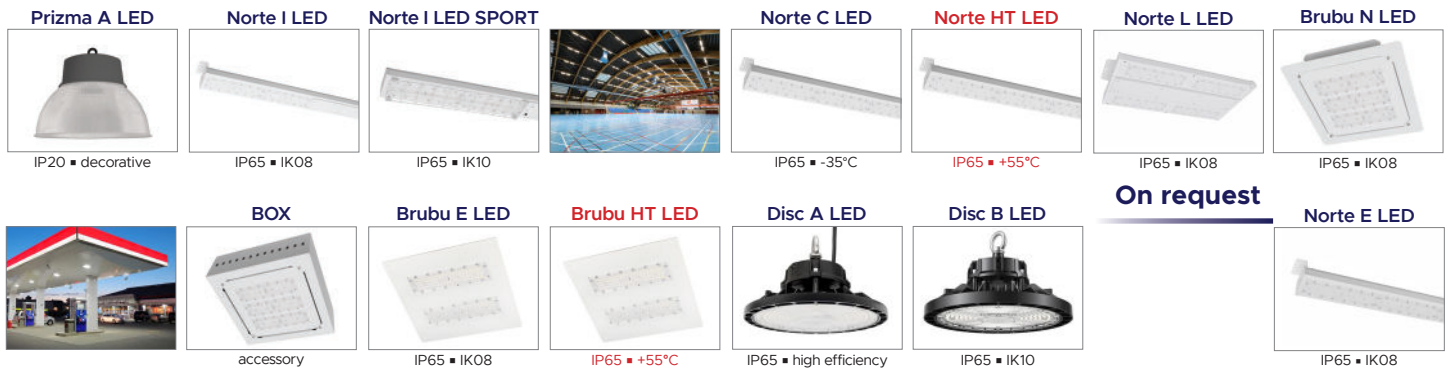 Prizma A LED
IP20 ▪ decorative
Norte I LED
IP65 ▪ IK08
Norte I LED SPORT
IP65 ▪ IK10
Norte C LED
IP65 ▪ -35°C
Norte HT LED
IP65 ▪ +55°C
Norte L LED
IP65 ▪ IK08
Brubu N LED
IP65 ▪ IK08
BOX
accessory
Brubu E LED
IP65 ▪ IK08
Brubu HT LED
IP65 ▪ +55°C
Disc A LED
IP65 ▪ high efficiency
Disc B LED
IP65 ▪ IK10
On request
Norte E LED
IP65 ▪ IK08